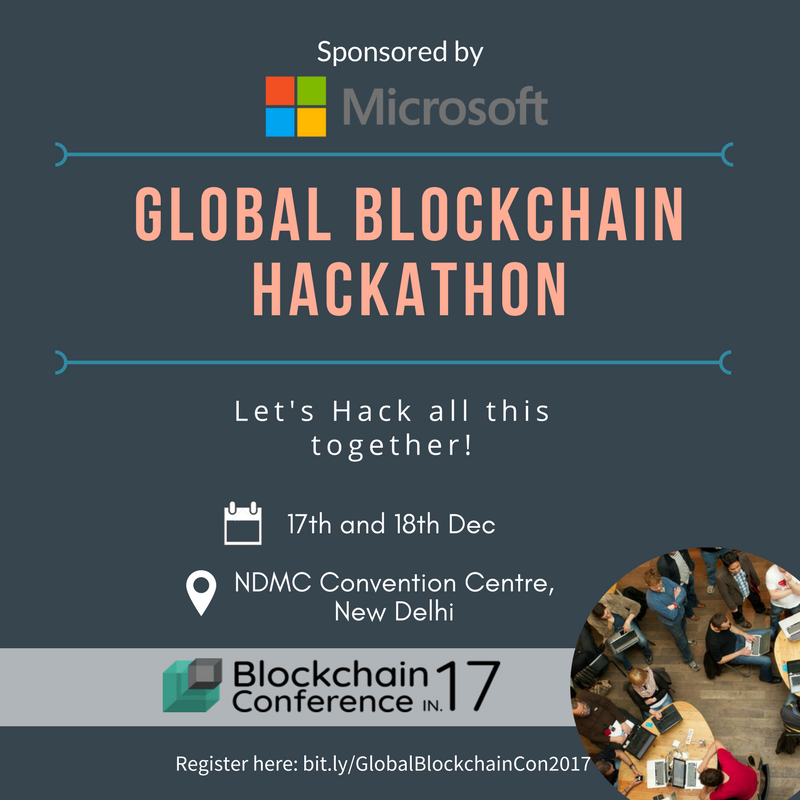 Sponsored by
Microsoft
GLOBAL BLOCKCHAIN
HACKATHON
Let's Hack all this
together!
17th and 18th Dec
NDMC Convention Centre,
New Delhi
Blockchain
Conference IN.17
Register here: bit.ly/GlobalBlockchainCon2017